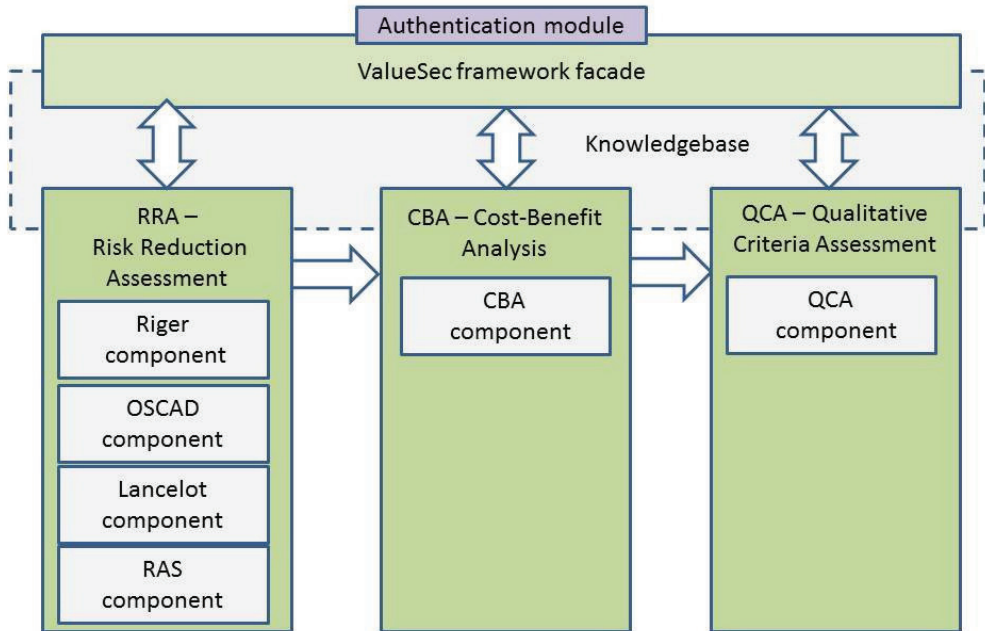 Authentication module
ValueSec framework facade
Knowledgebase
RRA –
Risk Reduction
Assessment
Riger
component
OSCAD
component
Lancelot
component
RAS
component
CBA – Cost-Benefit
Analysis
CBA
component
QCA – Qualitative
Criteria Assessment
QCA
component